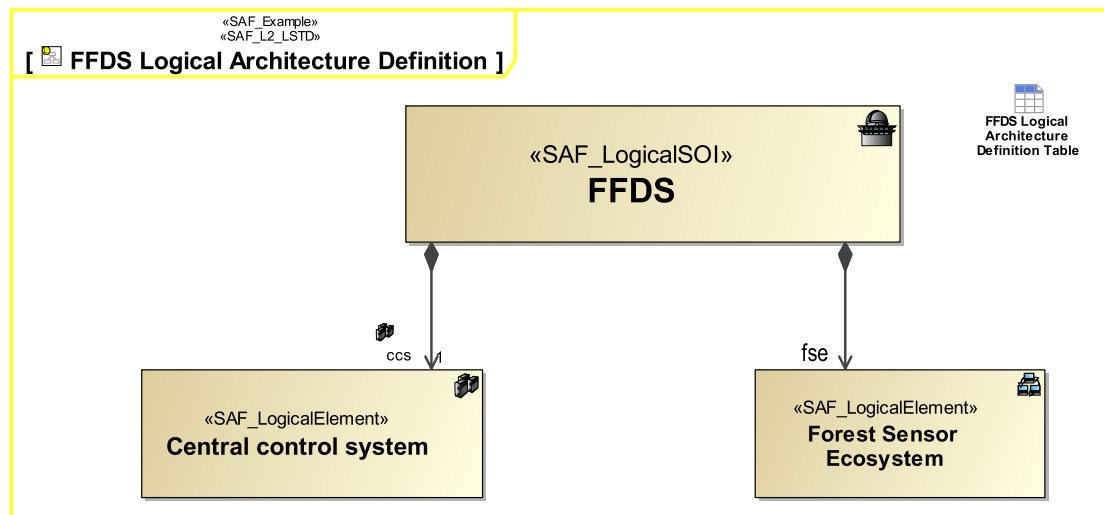 «SAF_Example»
«SAF_L2_LSTD»
[ FFDS Logical Architecture Definition ]
FFDS Logical
Architecture
Definition Table
«SAF_LogicalSOI»
FFDS
ccs
1
fse
«SAF_LogicalElement»
Central control system
«SAF_LogicalElement»
Forest Sensor
Ecosystem